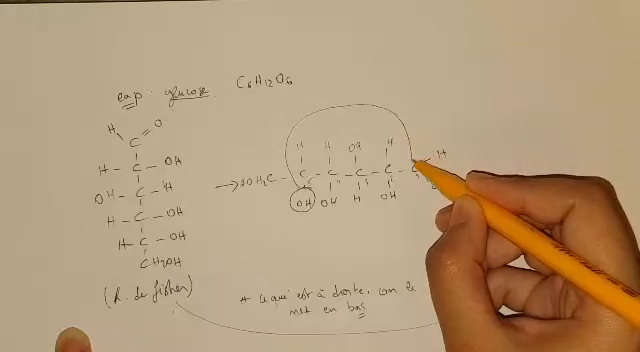 exp : glucose C6H12O6
H O
C
H - C - OH
OH - C - H
H - C - OH
H - C - OH
CH2OH
(R. de fisher)
H H OH H H
→ HOH2C - C - C - C - C - C
OH OH H OH
* ce qui est à droite, on le
met en bas